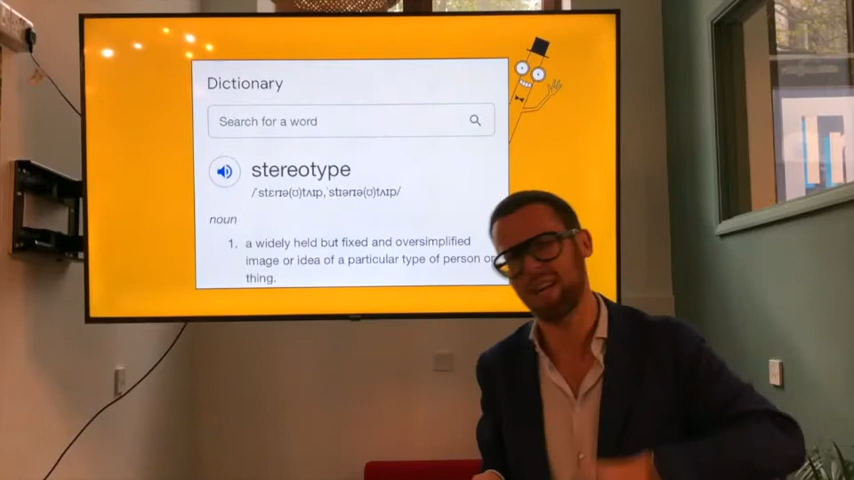 Dictionary
Search for a word
stereotype
/ˈstɛrɪə(ʊ)tʌɪp,ˈstɪərɪə(ʊ)tʌɪp/
noun
1. a widely held but fixed and oversimplified
image or idea of a particular type of person or
thing.